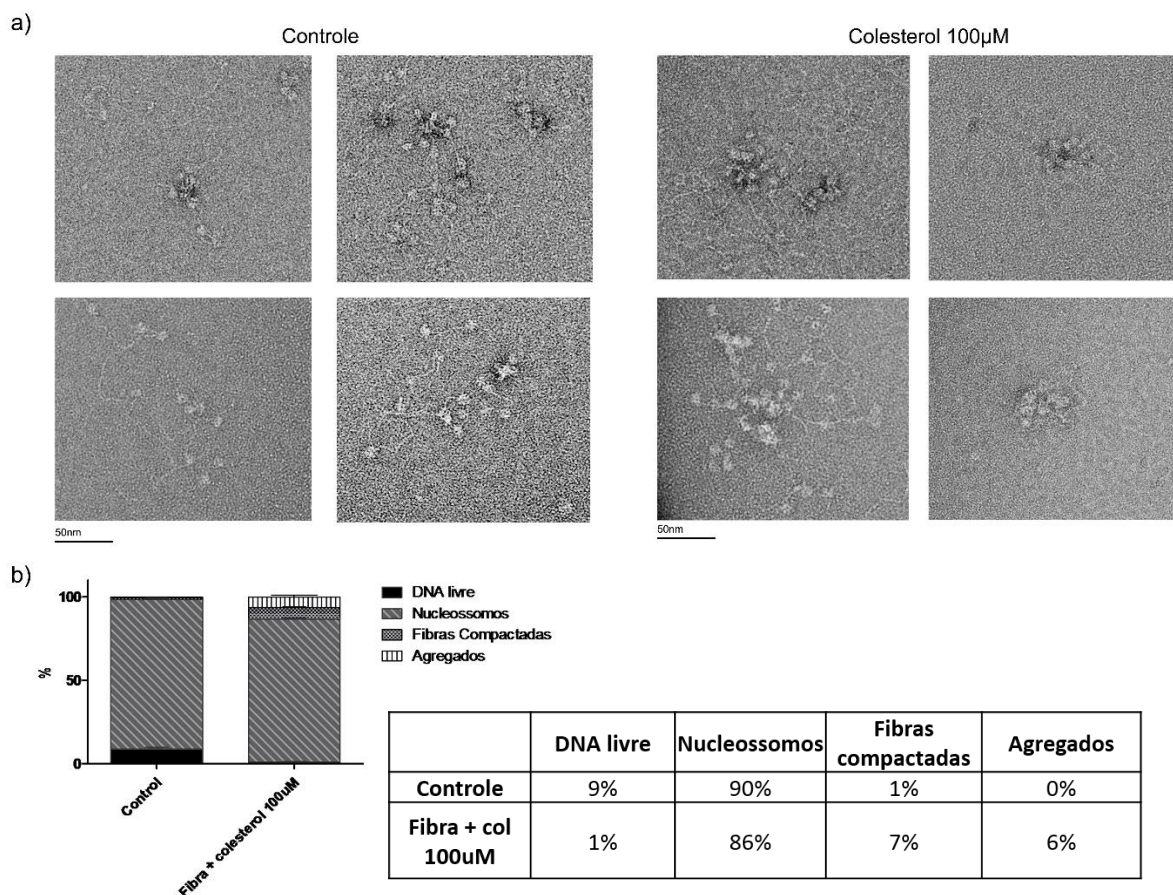 a)
Controle
Colesterol 100µM
50nm
50nm
b)
100
50
0
%
Control
Fibra + colesterol 100uM
DNA livre
Nucleossomos
Fibras Compactadas
Agregados
DNA livre Nucleossomos Fibras compactadas Agregados
Controle 9% 90% 1% 0%
Fibra + col 100uM 1% 86% 7% 6%